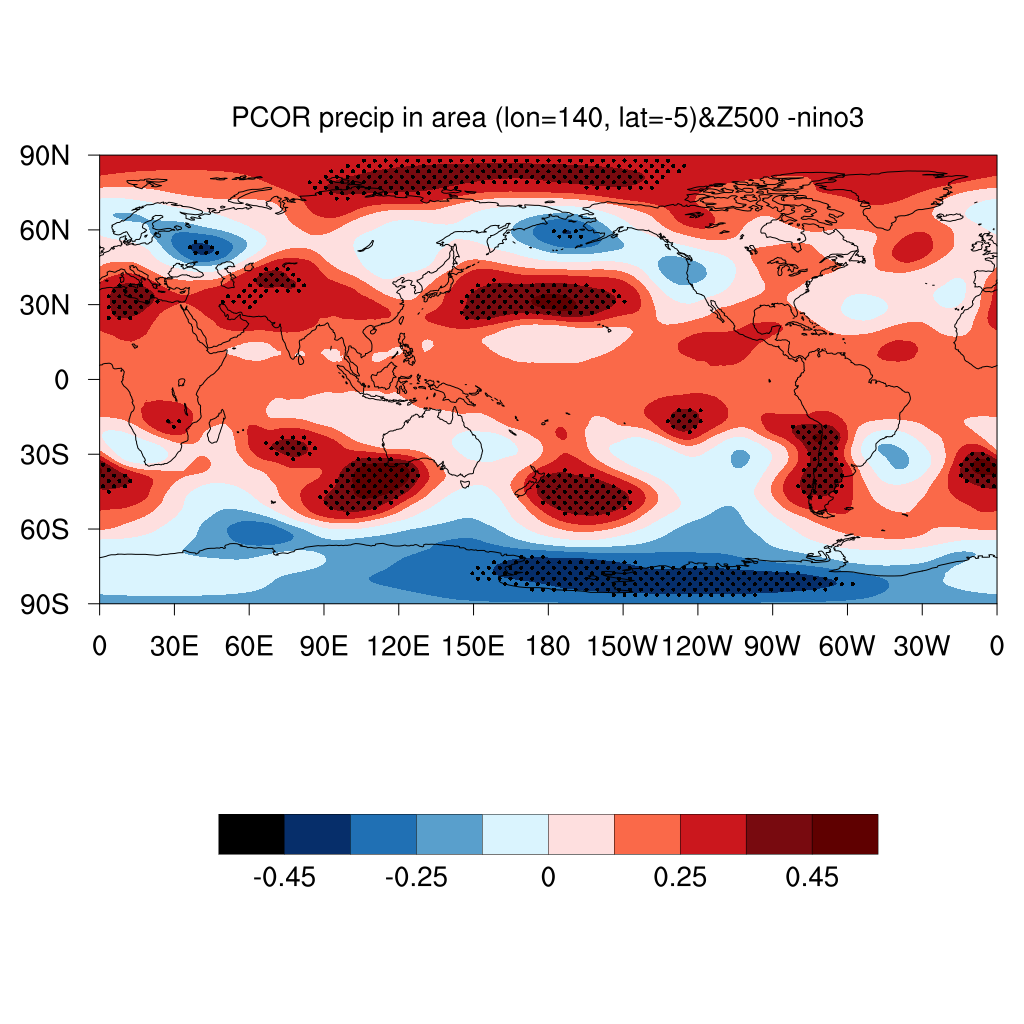 PCOR precip in area (lon=140, lat=-5)&Z500 -nino3
90N
60N
30N
0
30S
60S
90S
0 30E 60E 90E 120E 150E 180 150W 120W 90W 60W 30W 0
-0.45 -0.25 0 0.25 0.45